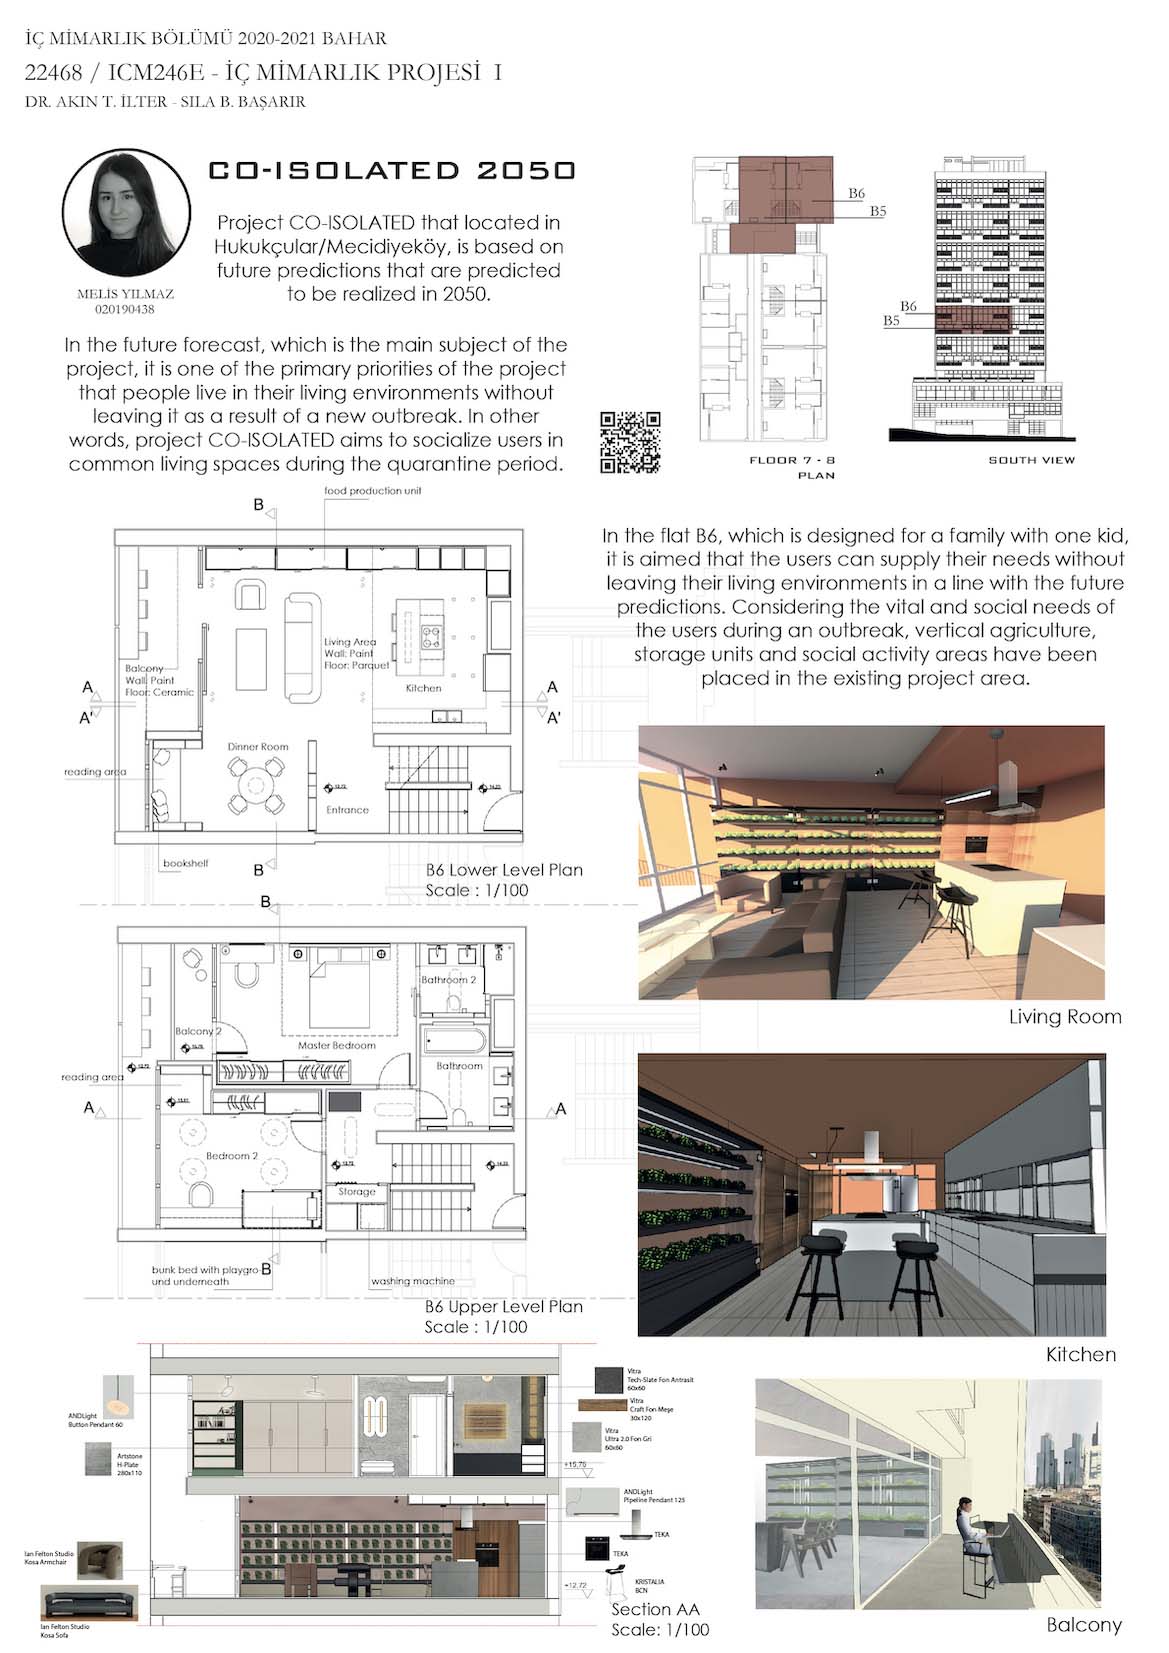 İÇ MİMARLIK BÖLÜMÜ 2020-2021 BAHAR
22468 / ICM246E - İÇ MİMARLIK PROJESİ I
DR. AKIN T. İLTER - SILA B. BAŞARIR
CO-ISOLATED 2050
Project CO-ISOLATED that located in
Hukukçular/Mecidiyeköy, is based on
future predictions that are predicted
to be realized in 2050.
MELİS YILMAZ
020190438
In the future forecast, which is the main subject of the
project, it is one of the primary priorities of the project
that people live in their living environments without
leaving it as a result of a new outbreak. In other
words, project CO-ISOLATED aims to socialize users in
common living spaces during the quarantine period.
B6
B5
FLOOR 7 - 8
PLAN
B6
B5
SOUTH VIEW
In the flat B6, which is designed for a family with one kid,
it is aimed that the users can supply their needs without
leaving their living environments in a line with the future
predictions. Considering the vital and social needs of
the users during an outbreak, vertical agriculture,
storage units and social activity areas have been
placed in the existing project area.
food production unit
B
Living Area
Wall: Paint
Floor: Parquet
Balcony
Wall: Paint
Floor: Ceramic
Kitchen
A
A'
A
A'
Dinner Room
reading area
12.72
14.23
Entrance
bookshelf
B
B6 Lower Level Plan
Scale : 1/100
B
Bathroom 2
Balcony 2
15.75
Master Bedroom
12.72
Bathroom
reading area
A
A
Bedroom 2
14.23
Storage
bunk bed with playgro-
und underneath
B
washing machine
B6 Upper Level Plan
Scale : 1/100
Living Room
Kitchen
Balcony
ANDLight
Button Pendant 60
Artstone
H-Plate
280x110
Ian Felton Studio
Kosa Armchair
Ian Felton Studio
Kosa Sofa
Vitra
Tech-Slate Fon Antrasit
60x60
Vitra
Craft Fon Meşe
30x120
Vitra
Ultra 2.0 Fon Gri
60x60
+15,75
ANDLight
Pipeline Pendant 125
TEKA
TEKA
KRISTALIA
BCN
+12,72
Section AA
Scale: 1/100